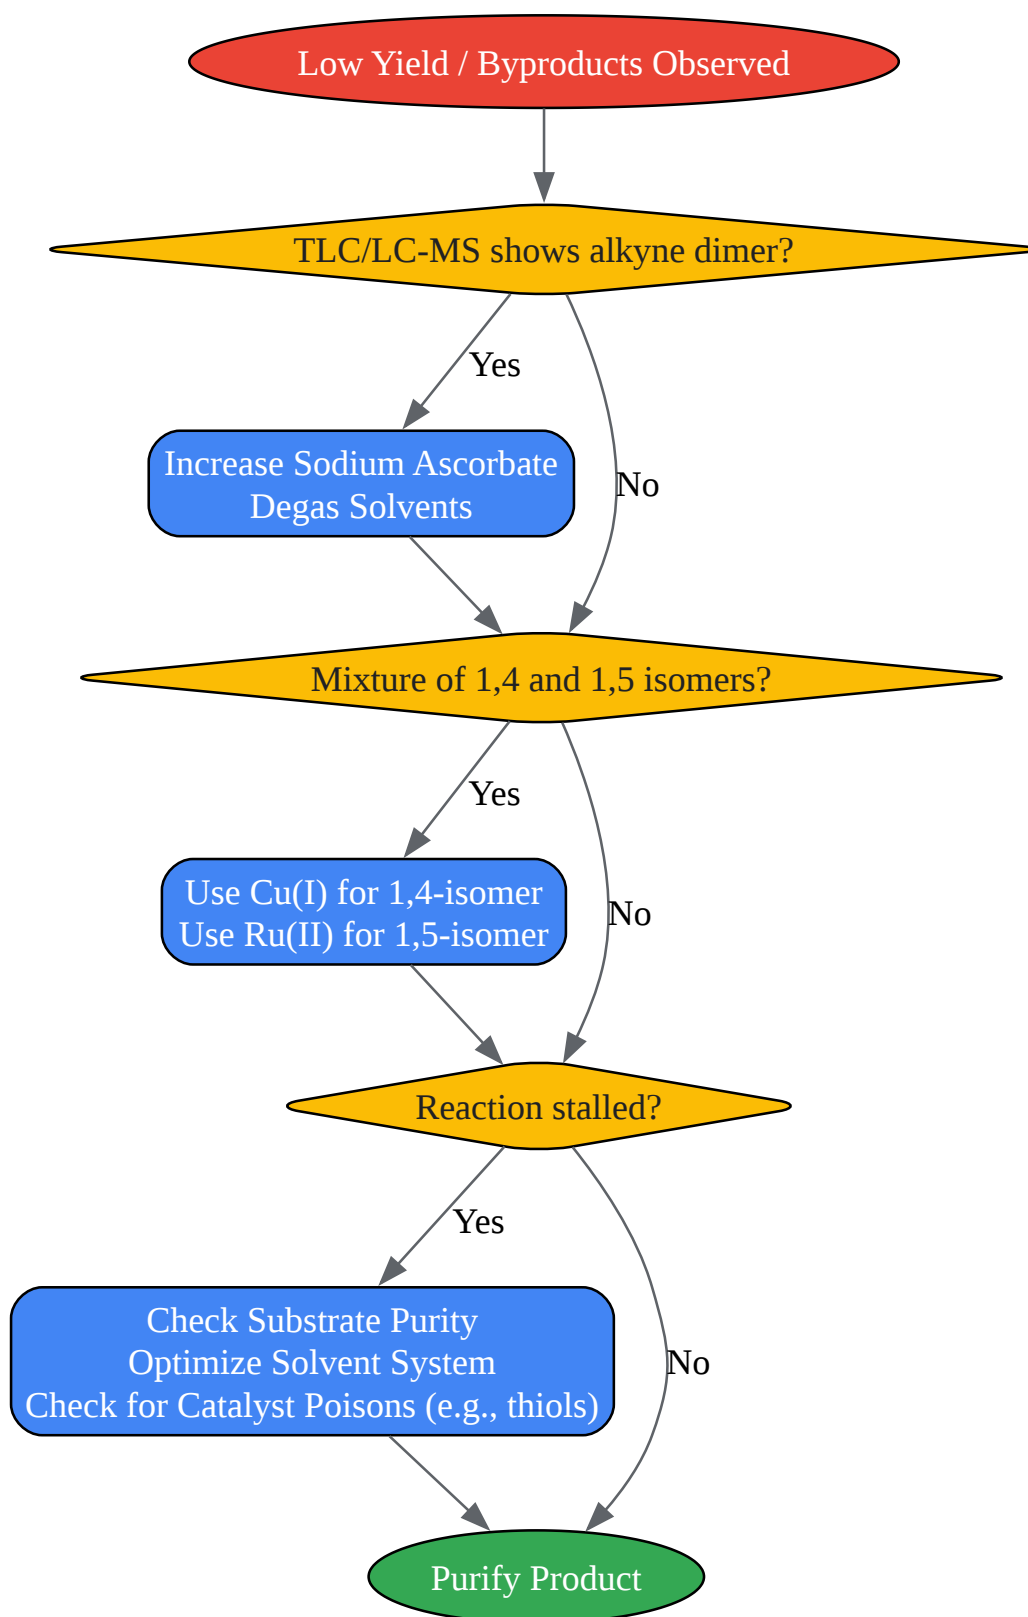 Low Yield / Byproducts Observed
TLC/LC-MS shows alkyne dimer?
Yes
Increase Sodium Ascorbate
Degas Solvents
No
Mixture of 1,4 and 1,5 isomers?
Yes
Use Cu(I) for 1,4-isomer
Use Ru(II) for 1,5-isomer
No
Reaction stalled?
Yes
Check Substrate Purity
Optimize Solvent System
Check for Catalyst Poisons (e.g., thiols)
No
Purify Product